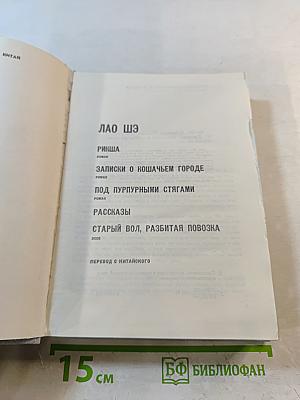 КИТАЙ
ЛАО ШЭ
РИКША
РОМАН
ЗАПИСКИ О КОШАЧЬЕМ ГОРОДЕ
РОМАН
ПОД ПУРПУРНЫМИ СТЯГАМИ
РОМАН
РАССКАЗЫ
СТАРЫЙ ВОЛ, РАЗБИТАЯ ПОВОЗКА
ЭССЕ
ПЕРЕВОД С КИТАЙСКОГО
15 см
БФ БИБЛИОФАН